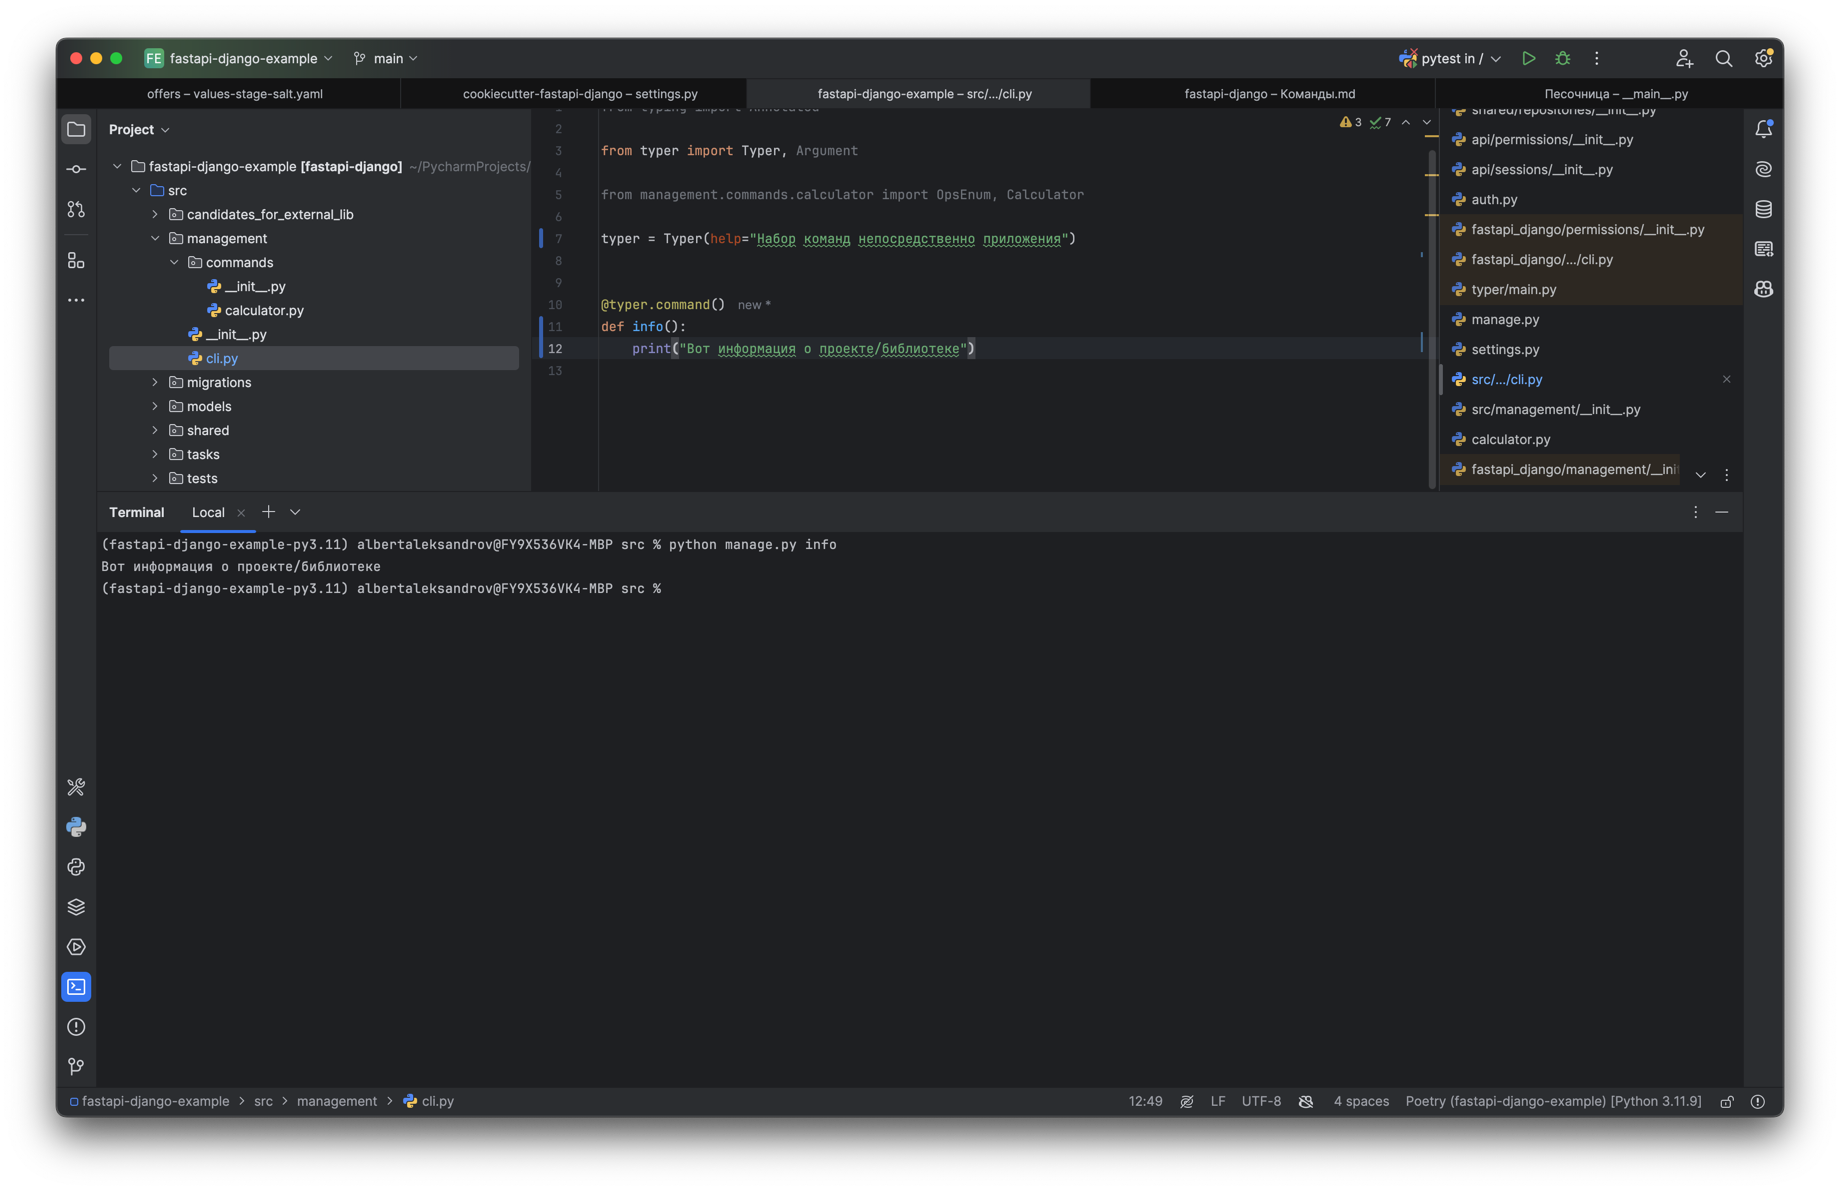 FE fastapi-django-example main pytest in /
offers – values-stage-salt.yaml
cookiecutter-fastapi-django – settings.py
fastapi-django-example – src/.../cli.py
fastapi-django – Команды.md
Песочница – __main__.py
Project
fastapi-django-example [fastapi-django] ~/PycharmProjects/
src
candidates_for_external_lib
management
commands
__init__.py
calculator.py
__init__.py
cli.py
migrations
models
shared
tasks
tests
1 from typing import Annotated
2
3 from typer import Typer, Argument
4
5 from management.commands.calculator import OpsEnum, Calculator
6
7 typer = Typer(help="Набор команд непосредственно приложения")
8
9
10 @typer.command() new *
11 def info():
12 print("Вот информация о проекте/библиотеке")
13
3 7
shared/repositories/__init__.py
api/permissions/__init__.py
api/sessions/__init__.py
auth.py
fastapi_django/permissions/__init__.py
fastapi_django/.../cli.py
typer/main.py
manage.py
settings.py
src/.../cli.py
src/management/__init__.py
calculator.py
fastapi_django/management/__ini
Terminal Local
(fastapi-django-example-py3.11) albertaleksandrov@FY9X536VK4-MBP src % python manage.py info
Вот информация о проекте/библиотеке
(fastapi-django-example-py3.11) albertaleksandrov@FY9X536VK4-MBP src %
fastapi-django-example > src > management > cli.py
12:49 LF UTF-8 4 spaces Poetry (fastapi-django-example) [Python 3.11.9]